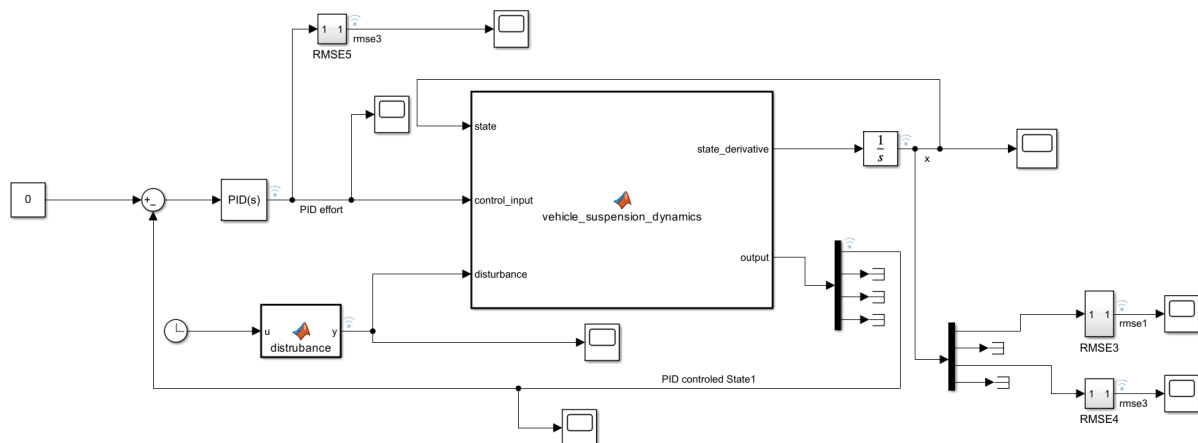 1 1
rmse3
RMSE5
state
state_derivative
1
s
x
0
+
−
PID(s)
PID effort
control_input
vehicle_suspension_dynamics
output
disturbance
u
y
distrubance
1 1
rmse1
RMSE3
PID controled State1
1 1
rmse3
RMSE4